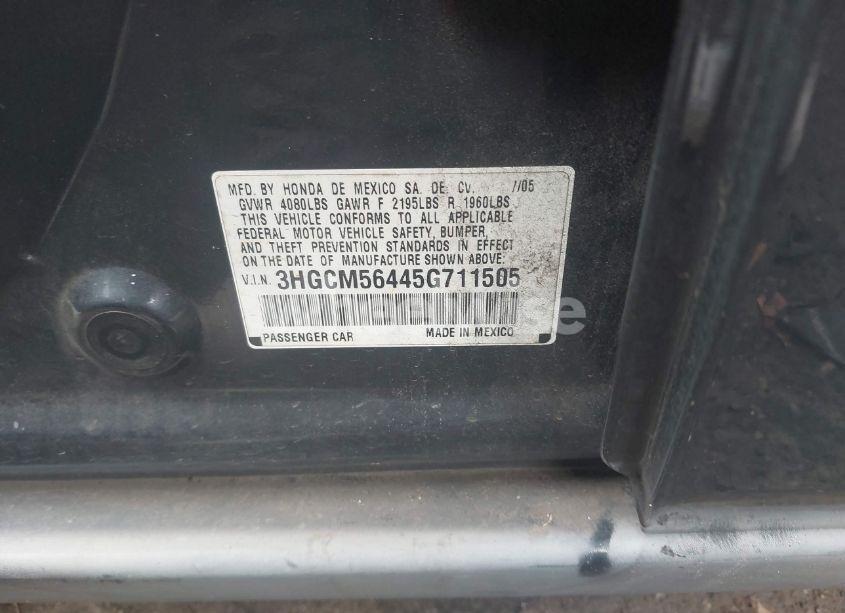 MFD. BY HONDA DE MEXICO SA. DE. CV. 7/05
GVWR 4080LBS GAWR F 2195LBS R 1960LBS
THIS VEHICLE CONFORMS TO ALL APPLICABLE
FEDERAL MOTOR VEHICLE SAFETY, BUMPER,
AND THEFT PREVENTION STANDARDS IN EFFECT
ON THE DATE OF MANUFACTURE SHOWN ABOVE:
V.I.N. 3HGCM56445G711505
PASSENGER CAR MADE IN MEXICO